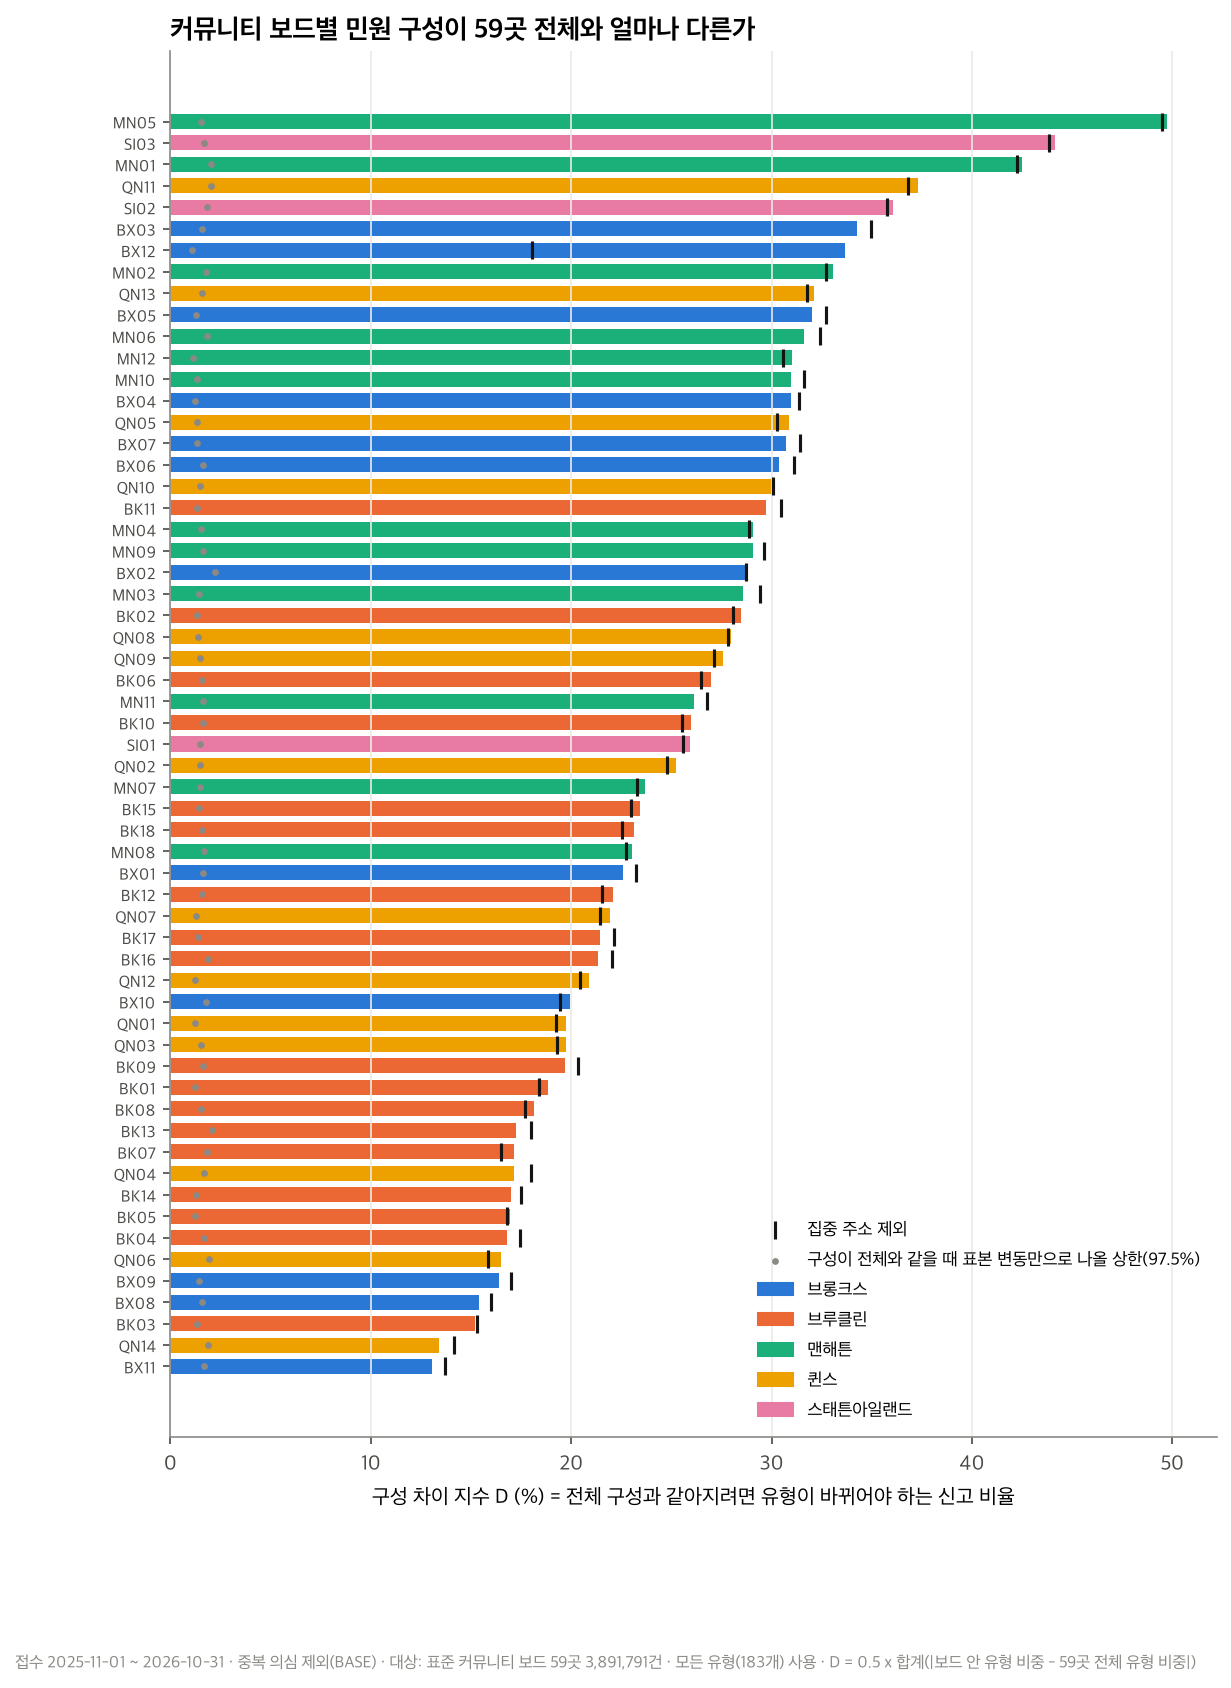 커뮤니티 보드별 민원 구성이 59곳 전체와 얼마나 다른가
MN05
SI03
MN01
QN11
SI02
BX03
BX12
MN02
QN13
BX05
MN06
MN12
MN10
BX04
QN05
BX07
BX06
QN10
BK11
MN04
MN09
BX02
MN03
BK02
QN08
QN09
BK06
MN11
BK10
SI01
QN02
MN07
BK15
BK18
MN08
BX01
BK12
QN07
BK17
BK16
QN12
BX10
QN01
QN03
BK09
BK01
BK08
BK13
BK07
QN04
BK14
BK05
BK04
QN06
BX09
BX08
BK03
QN14
BX11
집중 주소 제외
구성이 전체와 같을 때 표본 변동만으로 나올 상한(97.5%)
브롱크스
브루클린
맨해튼
퀸스
스태튼아일랜드
0 10 20 30 40 50
구성 차이 지수 D (%) = 전체 구성과 같아지려면 유형이 바뀌어야 하는 신고 비율
접수 2025-11-01 ~ 2026-10-31 · 중복 의심 제외(BASE) · 대상: 표준 커뮤니티 보드 59곳 3,891,791건 · 모든 유형(183개) 사용 · D = 0.5 x 합계(|보드 안 유형 비중 - 59곳 전체 유형 비중|)